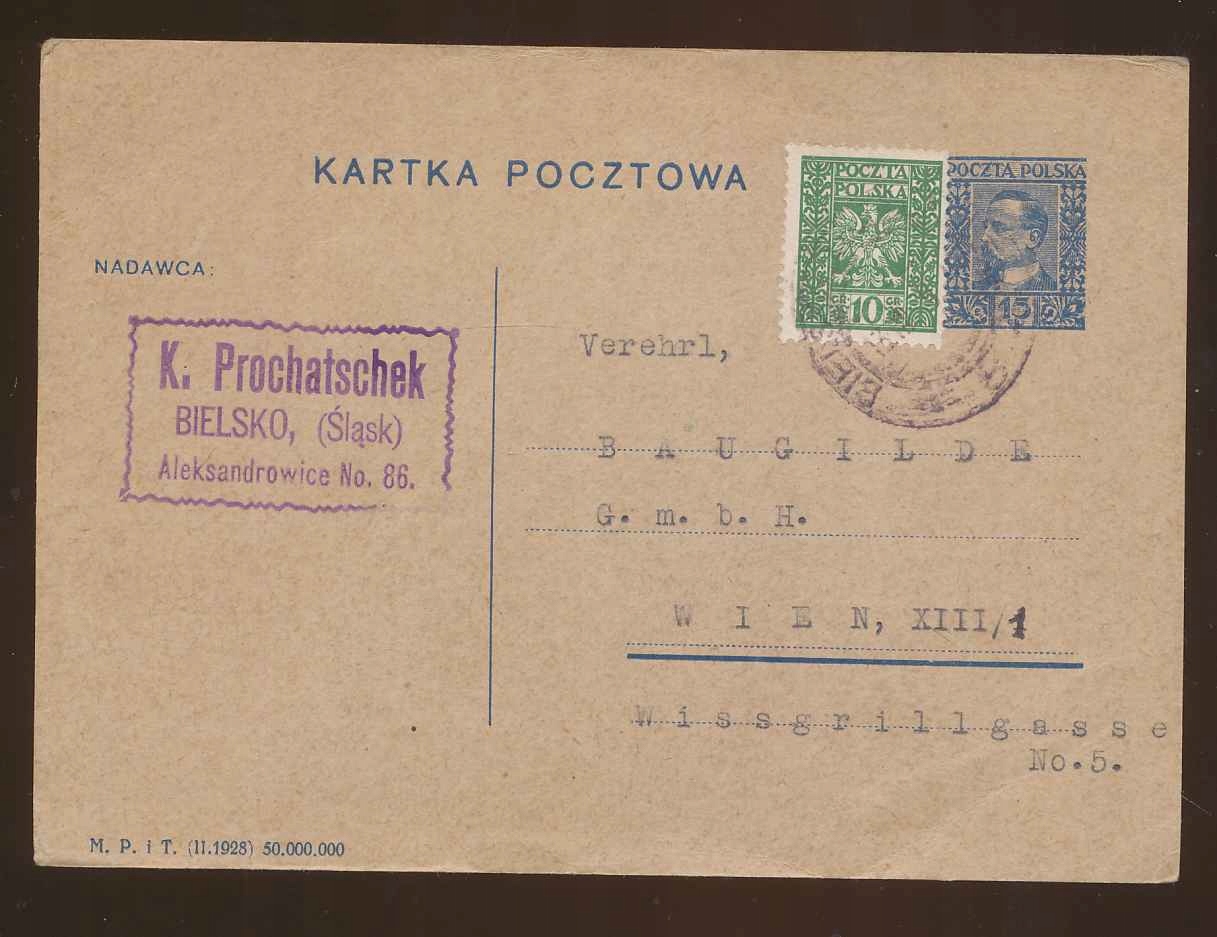 KARTKA POCZTOWA
POCZTA
POLSKA
GR. 10 GR.
POCZTA POLSKA
15
NADAWCA:
K. Prochatschek
BIELSKO, (Śląsk)
Aleksandrowice No. 86.
Verehrl,
B A U G I L D E
G. m. b. H.
W I E N, XIII/1
Wissgrillgasse
No.5.
M. P. i T. (II.1928) 50.000.000